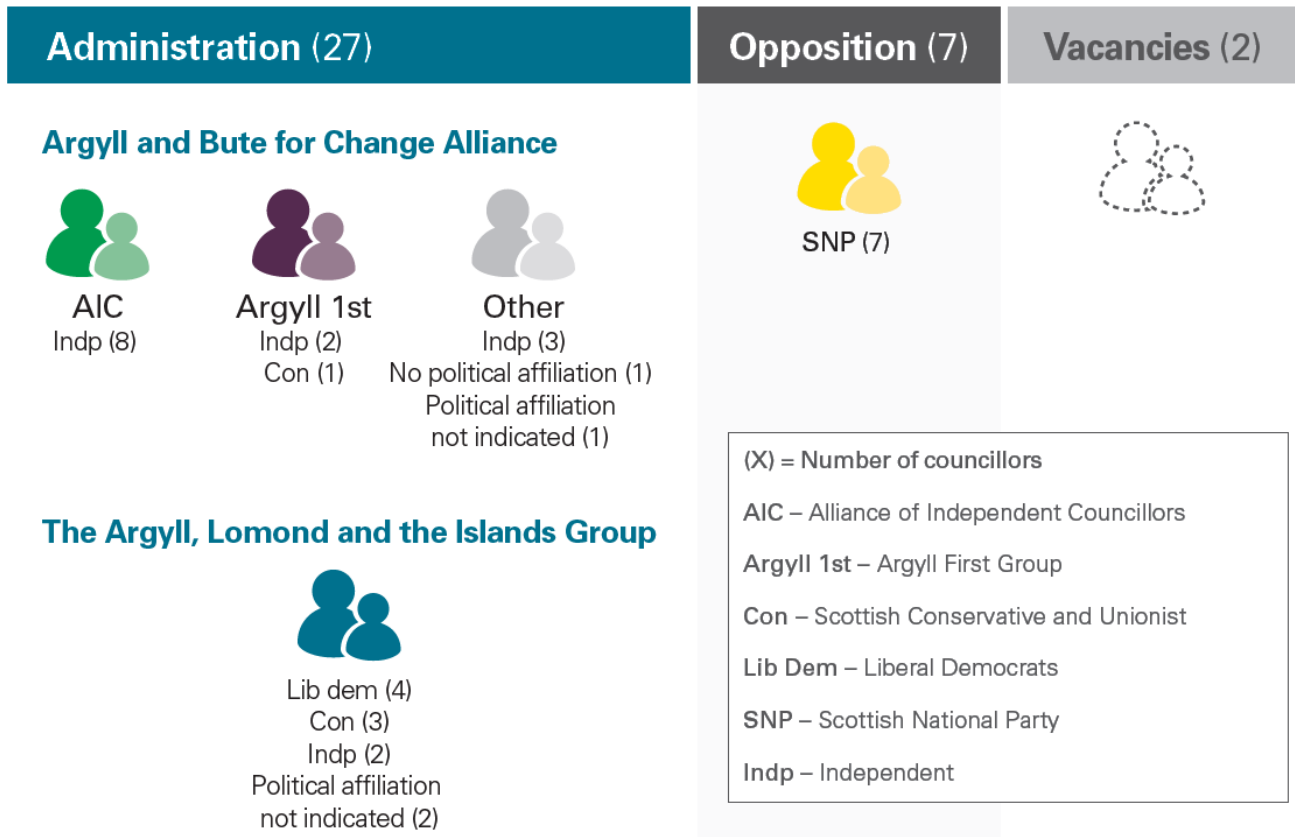 Administration (27)
Opposition (7)
Vacancies (2)
Argyll and Bute for Change Alliance
AIC
Indp (8)
Argyll 1st
Indp (2)
Con (1)
Other
Indp (3)
No political affiliation (1)
Political affiliation
not indicated (1)
The Argyll, Lomond and the Islands Group
Lib dem (4)
Con (3)
Indp (2)
Political affiliation
not indicated (2)
SNP (7)
(X) = Number of councillors
AIC – Alliance of Independent Councillors
Argyll 1st – Argyll First Group
Con – Scottish Conservative and Unionist
Lib Dem – Liberal Democrats
SNP – Scottish National Party
Indp – Independent